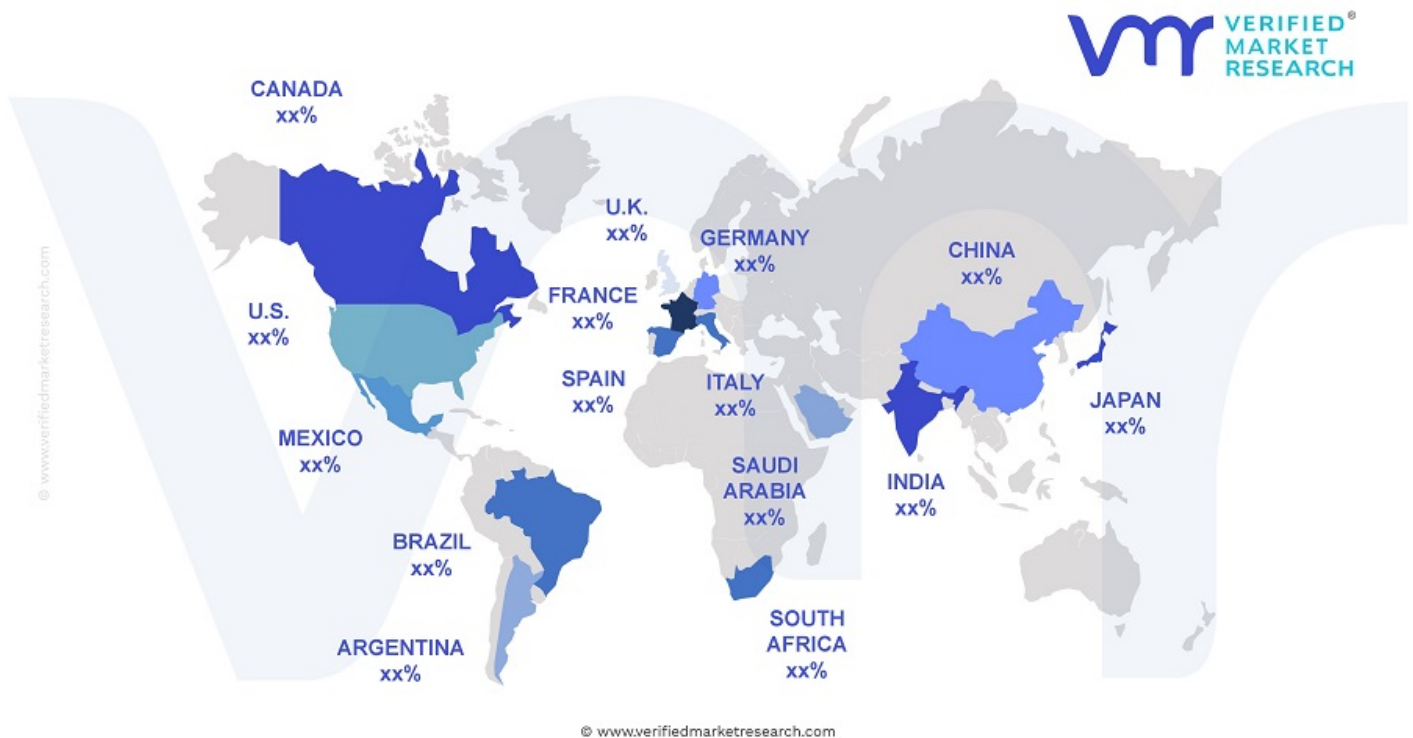 VMR VERIFIED®
MARKET
RESEARCH
CANADA
xx%
U.K.
xx%
GERMANY
xx%
CHINA
xx%
FRANCE
xx%
U.S.
xx%
SPAIN
xx%
ITALY
xx%
JAPAN
xx%
MEXICO
xx%
SAUDI
ARABIA
xx%
INDIA
xx%
BRAZIL
xx%
SOUTH
AFRICA
xx%
ARGENTINA
xx%
© www.verifiedmarketresearch.com
© www.verifiedmarketresearch.com